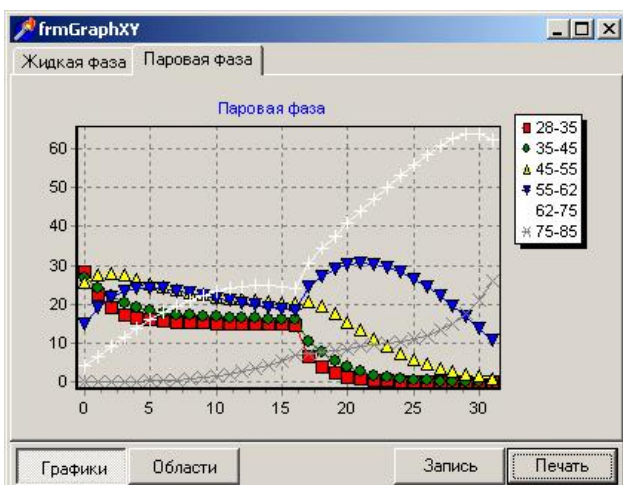 frmGraphXY
Жидкая фаза Паровая фаза
Паровая фаза
60
50
40
30
20
10
0
0 5 10 15 20 25 30
28-35
35-45
45-55
55-62
62-75
75-85
Графики Области Запись Печать